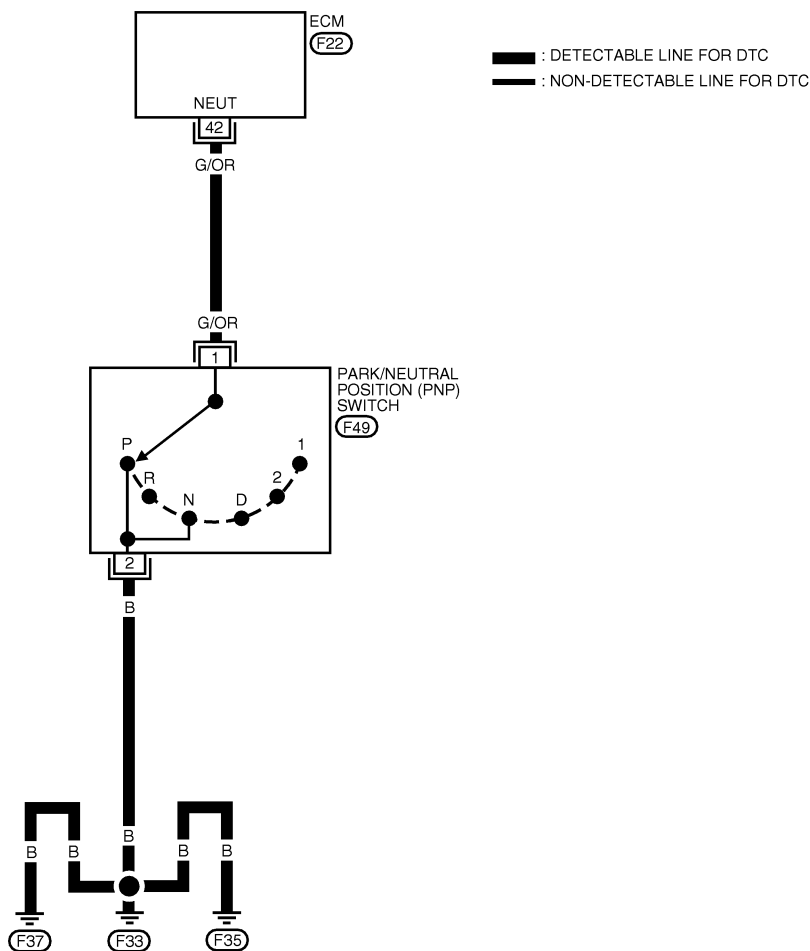 ECM
F22
: DETECTABLE LINE FOR DTC
: NON-DETECTABLE LINE FOR DTC
NEUT
42
G/OR
G/OR
1
PARK/NEUTRAL
POSITION (PNP)
SWITCH
F49
P
1
R
2
N
D
2
B
B
B
B
B
B
F37
F33
F35